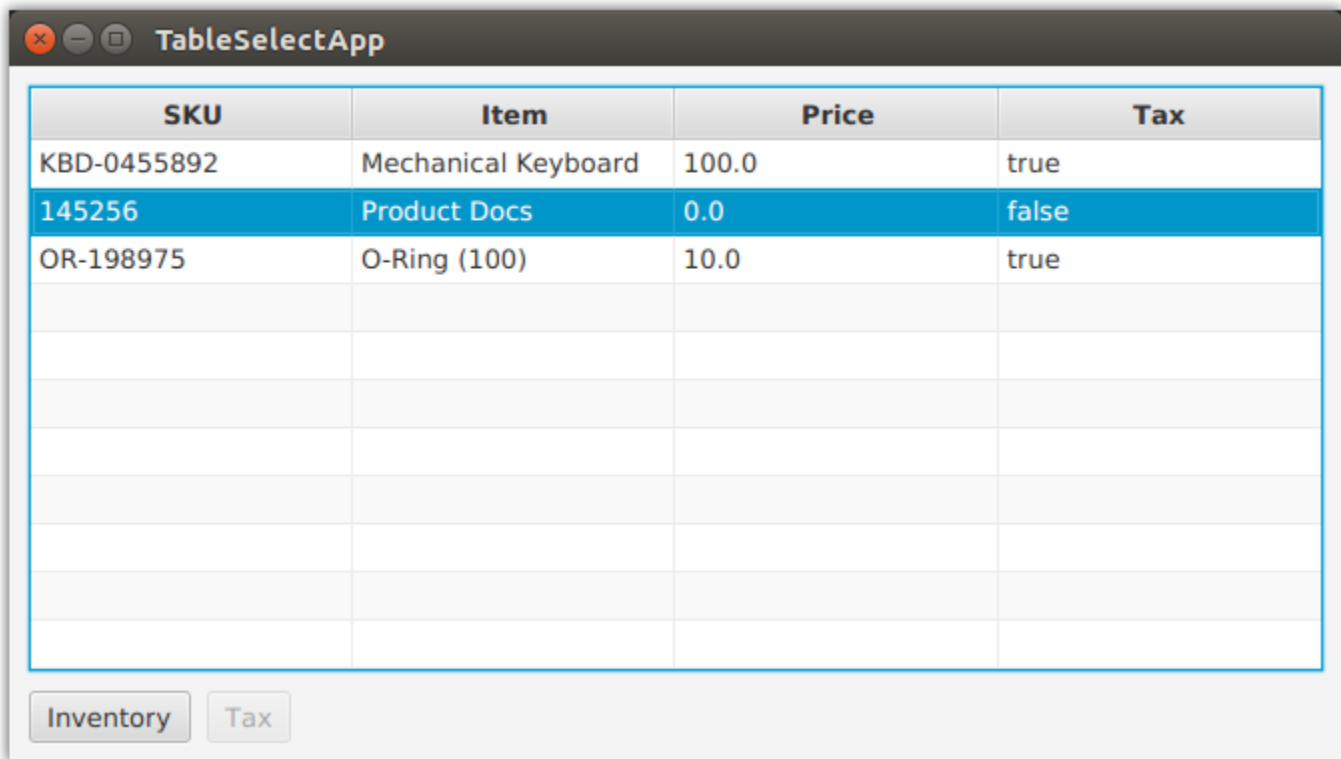 TableSelectApp
SKU Item Price Tax
KBD-0455892 Mechanical Keyboard 100.0 true
145256 Product Docs 0.0 false
OR-198975 O-Ring (100) 10.0 true
Inventory Tax